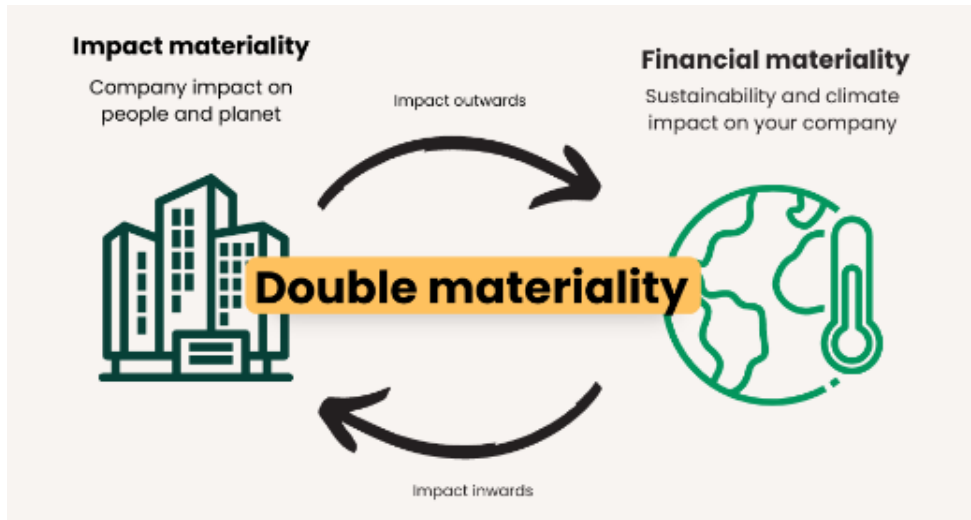 Impact materiality
Company impact on
people and planet
Impact outwards
Financial materiality
Sustainability and climate
impact on your company
Double materiality
Impact inwards